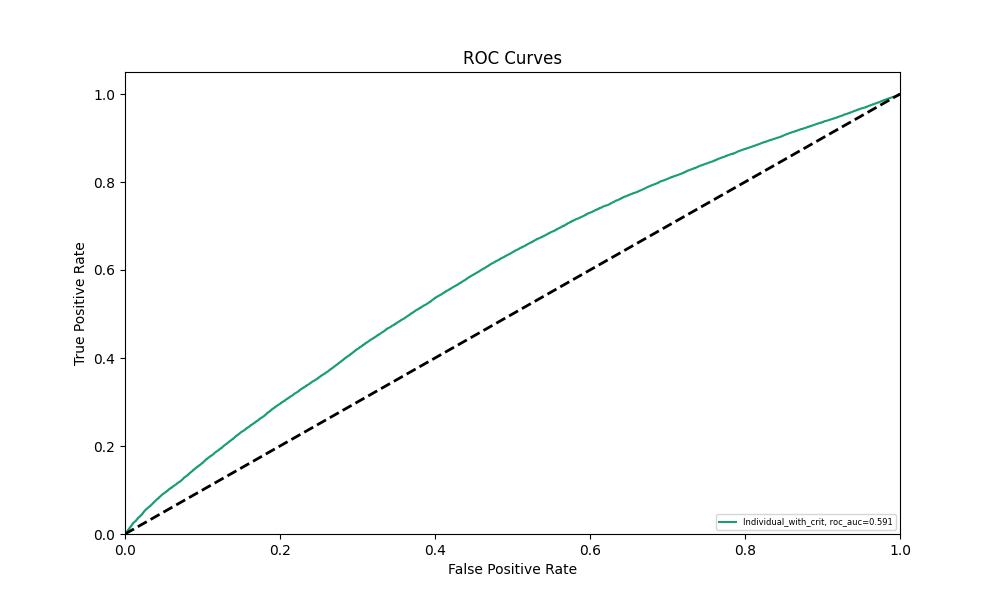 ROC Curves
True Positive Rate
1.0
0.8
0.6
0.4
0.2
0.0
0.0 0.2 0.4 0.6 0.8 1.0
False Positive Rate
Individual_with_crit, roc_auc=0.591